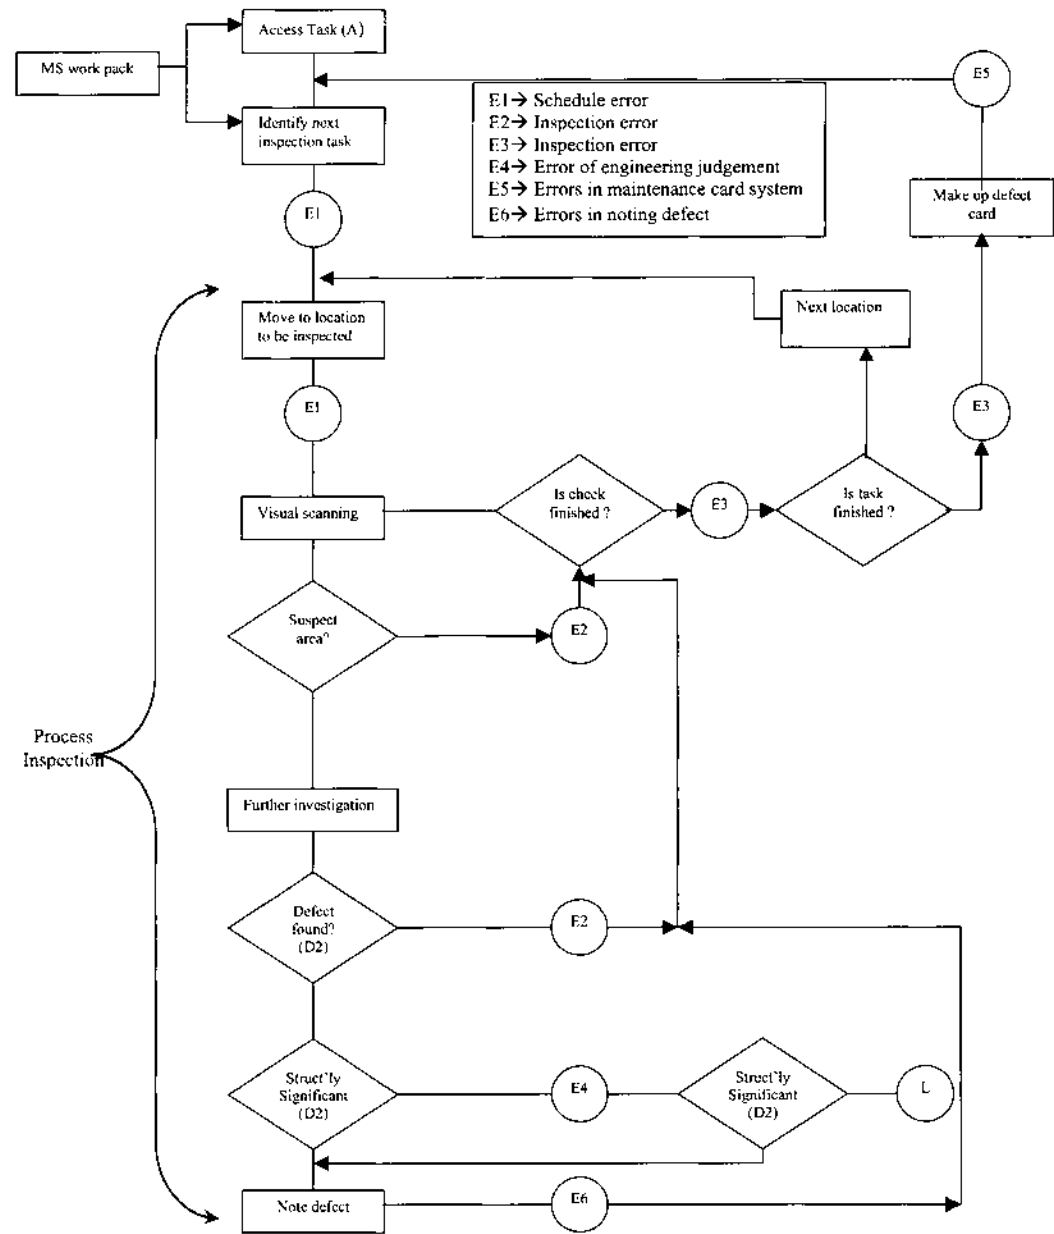 Access Task (A)
MS work pack
E5
Identify next
inspection task
E1→ Schedule error
E2→ Inspection error
E3→ Inspection error
E4→ Error of engineering judgement
E5→ Errors in maintenance card system
E6→ Errors in noting defect
Make up defect
card
E1
Move to location
to be inspected
Next location
E1
E3
Visual scanning
Is check
finished ?
E3
Is task
finished ?
Suspect
area?
E2
Process
Inspection
Further investigation
Defect
found?
(D2)
E2
Struct'ly
Significant
(D2)
E4
Struct'ly
Significant
(D2)
L
Note defect
E6